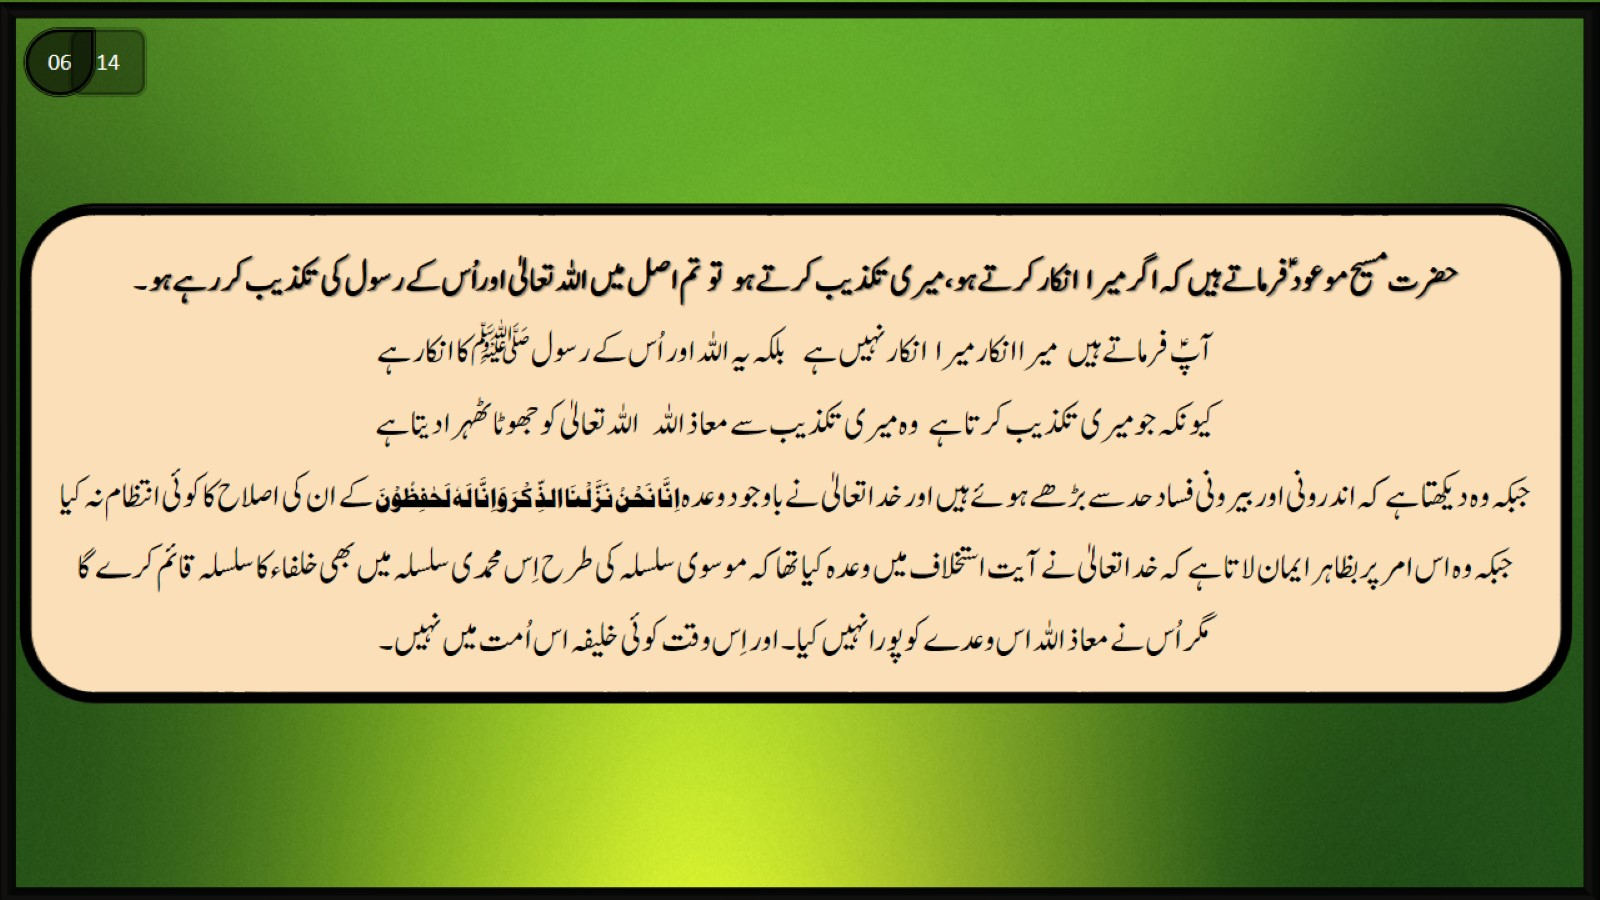 06 14
حضرت مسیح موعودؑ فرماتے ہیں کہ اگر میرا انکار کرتے ہو، میری تکذیب کرتے ہو تو تم اصل میں اللہ تعالیٰ اور اُس کے رسول کی تکذیب کر رہے ہو۔
آپؑ فرماتے ہیں میرا انکار میرا انکار نہیں ہے بلکہ یہ اللہ اور اُس کے رسول ﷺ کا انکار ہے
کیونکہ جو میری تکذیب کرتا ہے وہ میری تکذیب سے معاذ اللہ اللہ تعالیٰ کو جھوٹا ٹھہرا دیتا ہے
جبکہ وہ دیکھتا ہے کہ اندرونی اور بیرونی فساد حد سے بڑھے ہوئے ہیں اور خدا تعالیٰ نے باوجود وعدہ اِنَّا نَحْنُ نَزَّلْنَا الذِّکْرَ وَاِنَّا لَہٗ لَحٰفِظُوْنَ کے ان کی اصلاح کا کوئی انتظام نہ کیا
جبکہ وہ اس امر پر بظاہر ایمان لاتا ہے کہ خدا تعالیٰ نے آیت استخلاف میں وعدہ کیا تھا کہ موسوی سلسلہ کی طرح اِس محمدی سلسلہ میں بھی خلفاء کا سلسلہ قائم کرے گا
مگر اُس نے معاذ اللہ اس وعدے کو پورا نہیں کیا۔ اور اِس وقت کوئی خلیفہ اس اُمت میں نہیں۔